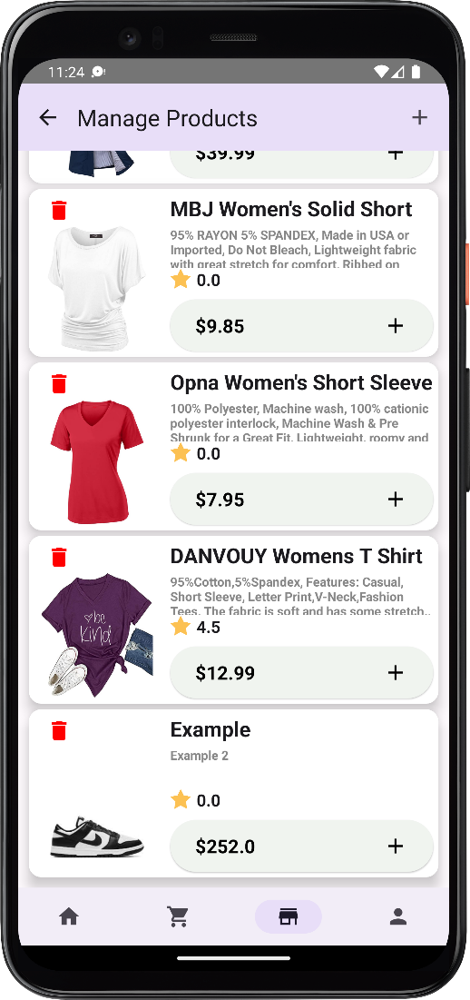 11:24
Manage Products
$39.99
MBJ Women's Solid Short
95% RAYON 5% SPANDEX, Made in USA or
Imported, Do Not Bleach, Lightweight fabric
with great stretch for comfort, Ribbed on
0.0
$9.85
Opna Women's Short Sleeve
100% Polyester, Machine wash, 100% cationic
polyester interlock, Machine Wash & Pre
Shrunk for a Great Fit, Lightweight, roomy and
0.0
$7.95
DANVOUY Womens T Shirt
95%Cotton,5%Spandex, Features: Casual,
Short Sleeve, Letter Print,V-Neck,Fashion
Tees, The fabric is soft and has some stretch..
be
kind
4.5
$12.99
Example
Example 2
0.0
$252.0